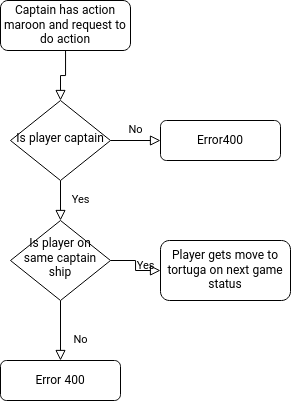 Captain has action
maroon and request to
do action
Is player captain
No
Error400
Yes
Is player on
same captain
ship
Yes
Player gets move to
tortuga on next game
status
No
Error 400